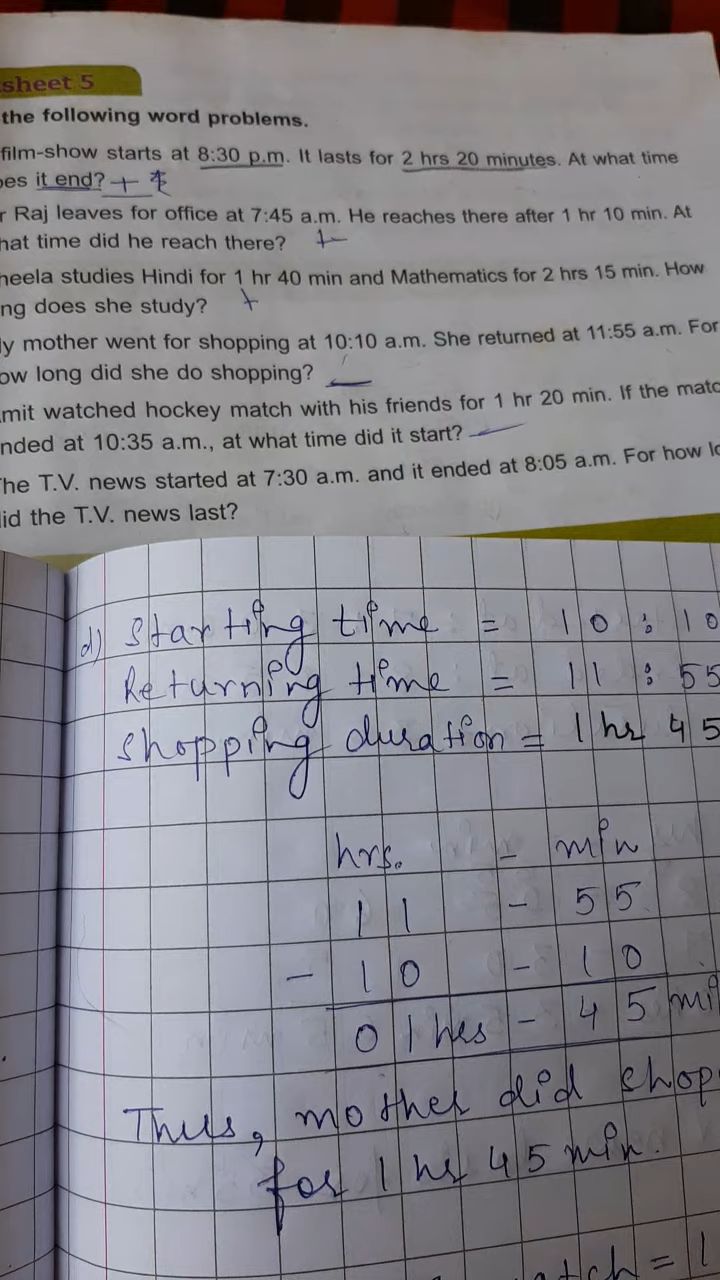 sheet 5
the following word problems.
film-show starts at 8:30 p.m. It lasts for 2 hrs 20 minutes. At what time
oes it end? +
r Raj leaves for office at 7:45 a.m. He reaches there after 1 hr 10 min. At
hat time did he reach there? +
heela studies Hindi for 1 hr 40 min and Mathematics for 2 hrs 15 min. How
ng does she study? +
y mother went for shopping at 10:10 a.m. She returned at 11:55 a.m. For
ow long did she do shopping? —
mit watched hockey match with his friends for 1 hr 20 min. If the matc
nded at 10:35 a.m., at what time did it start? —
he T.V. news started at 7:30 a.m. and it ended at 8:05 a.m. For how lo
id the T.V. news last?
d) Starting time = 10:10
Returning time = 11:55
Shopping duration = 1 hr 45
hrs. - min
11 - 55
- 10 - 10
01 hrs - 45 mi
Thus, mother did shop
for 1 hr 45 min.
tch = 1